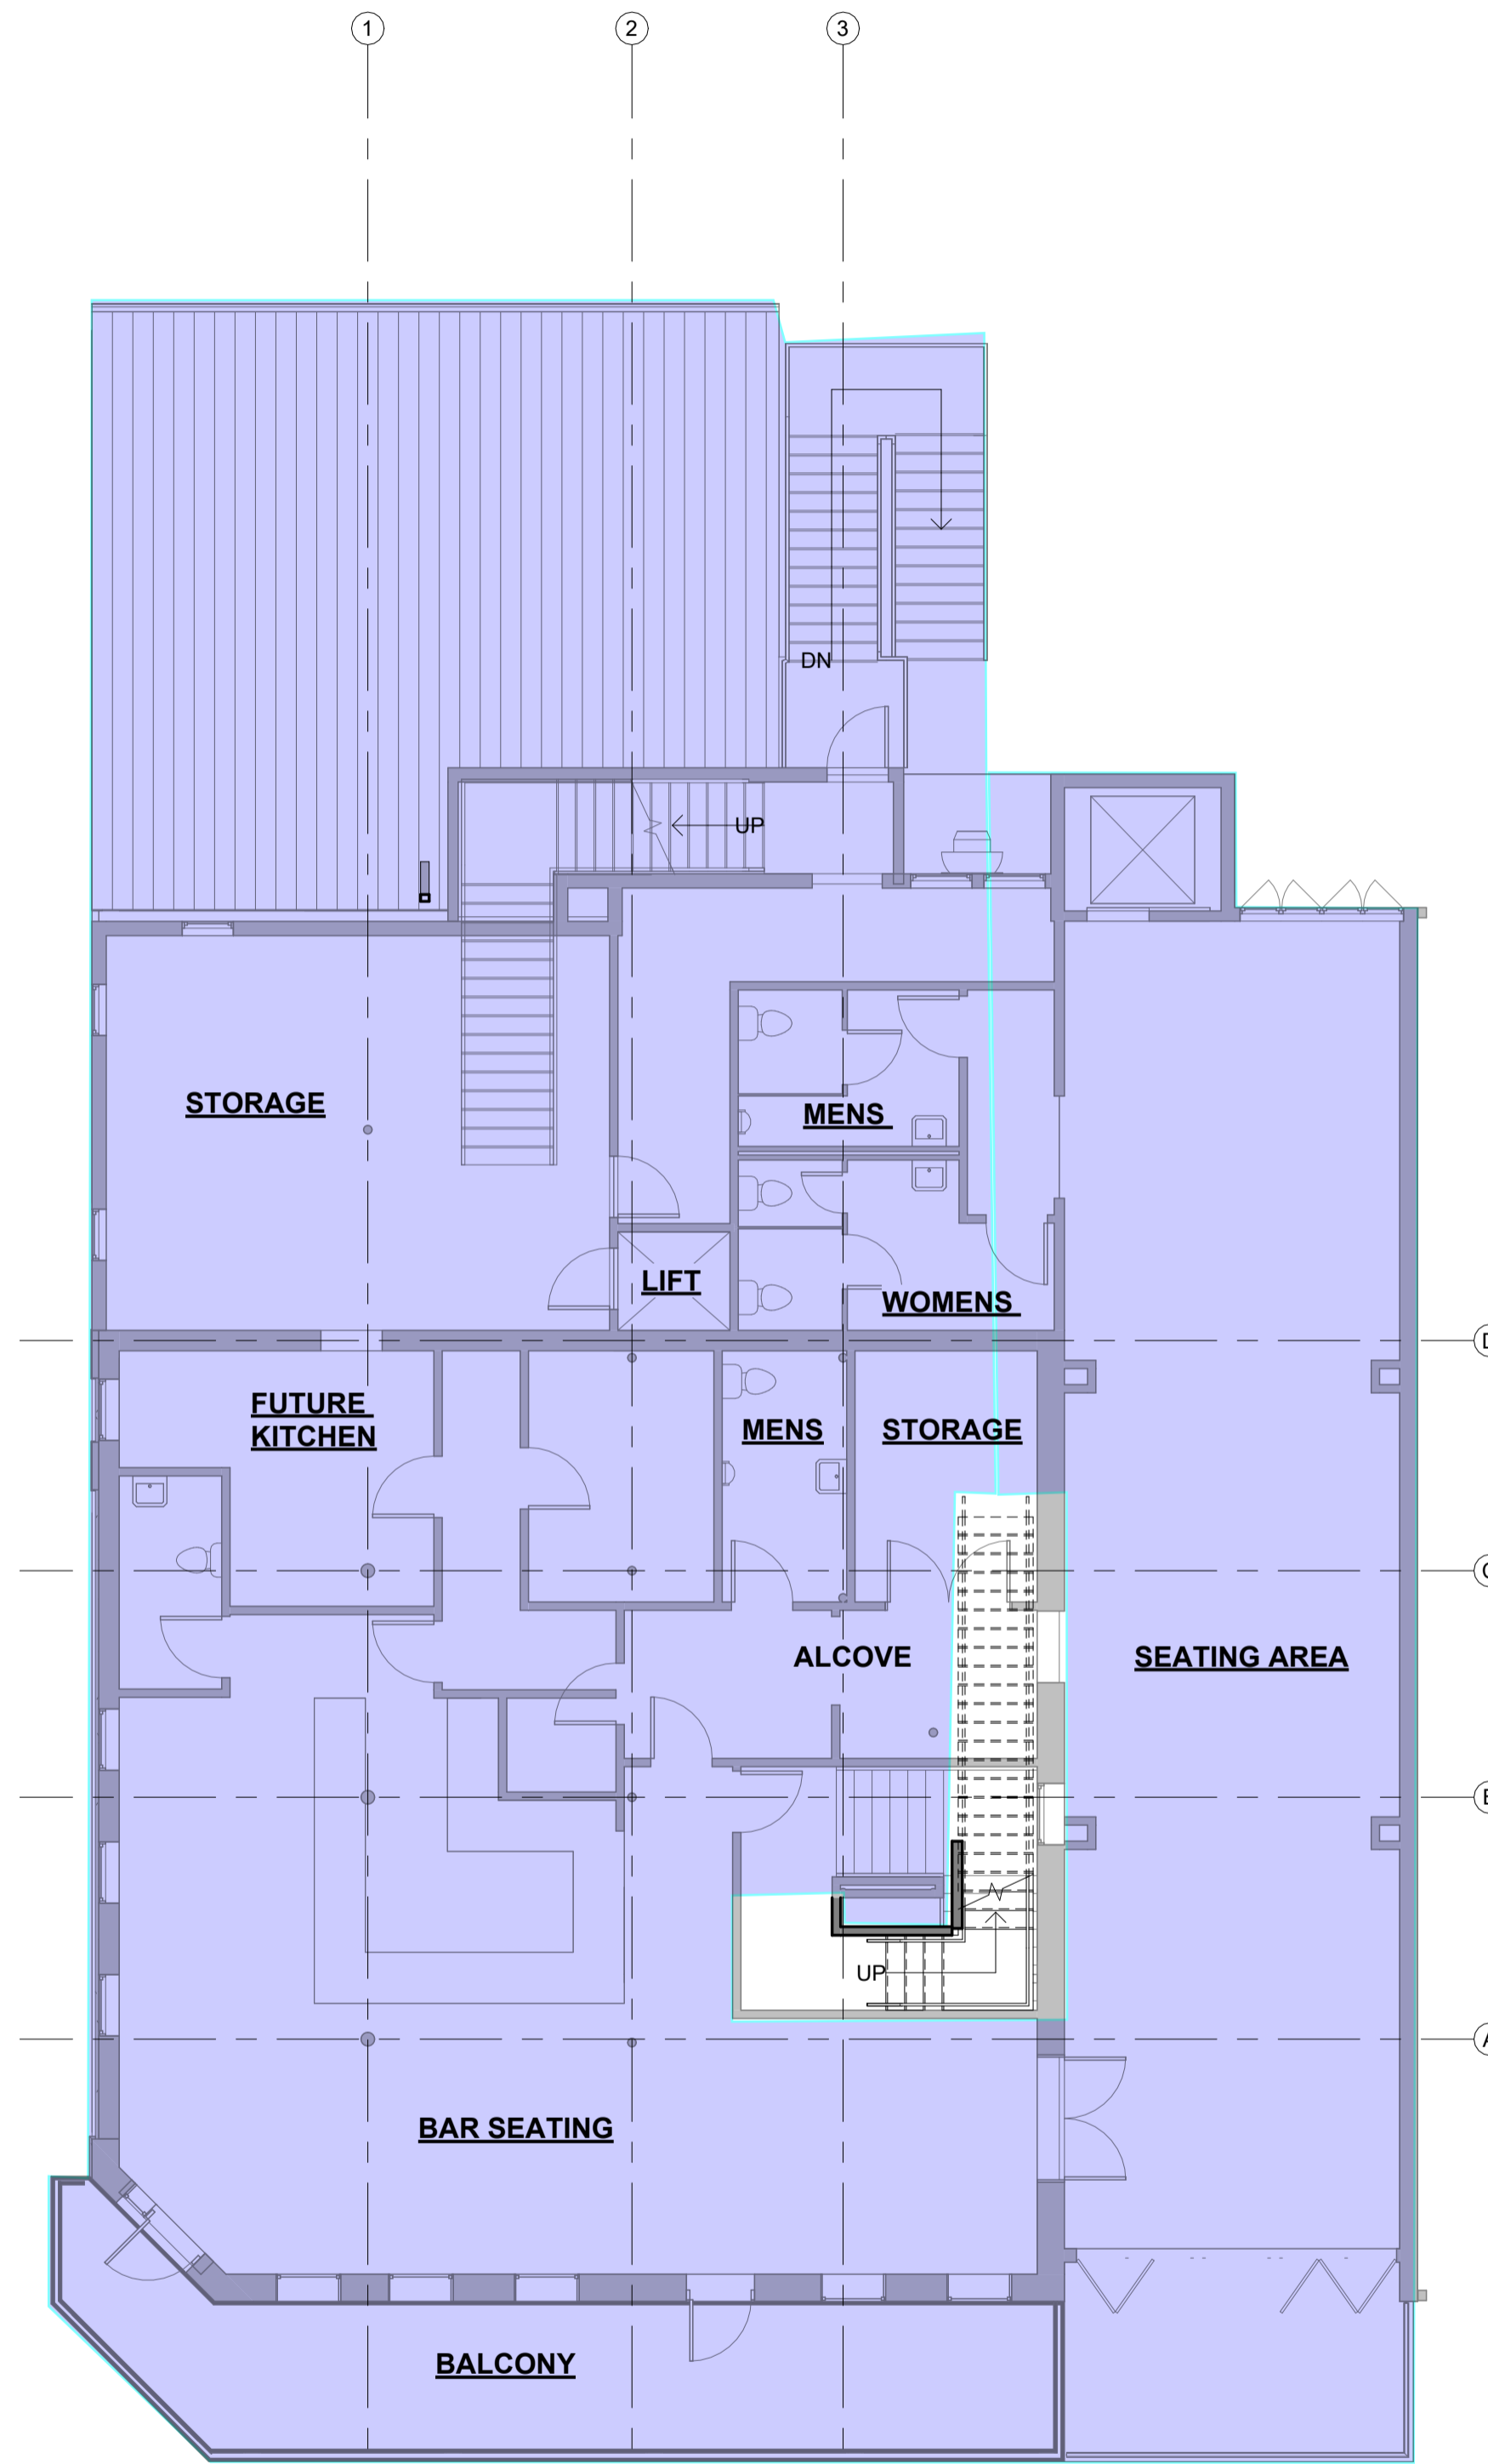 1
2
3
DN
UP
STORAGE
MENS
LIFT
WOMENS
D
FUTURE
KITCHEN
MENS
STORAGE
C
ALCOVE
SEATING AREA
B
UP
A
BAR SEATING
BALCONY